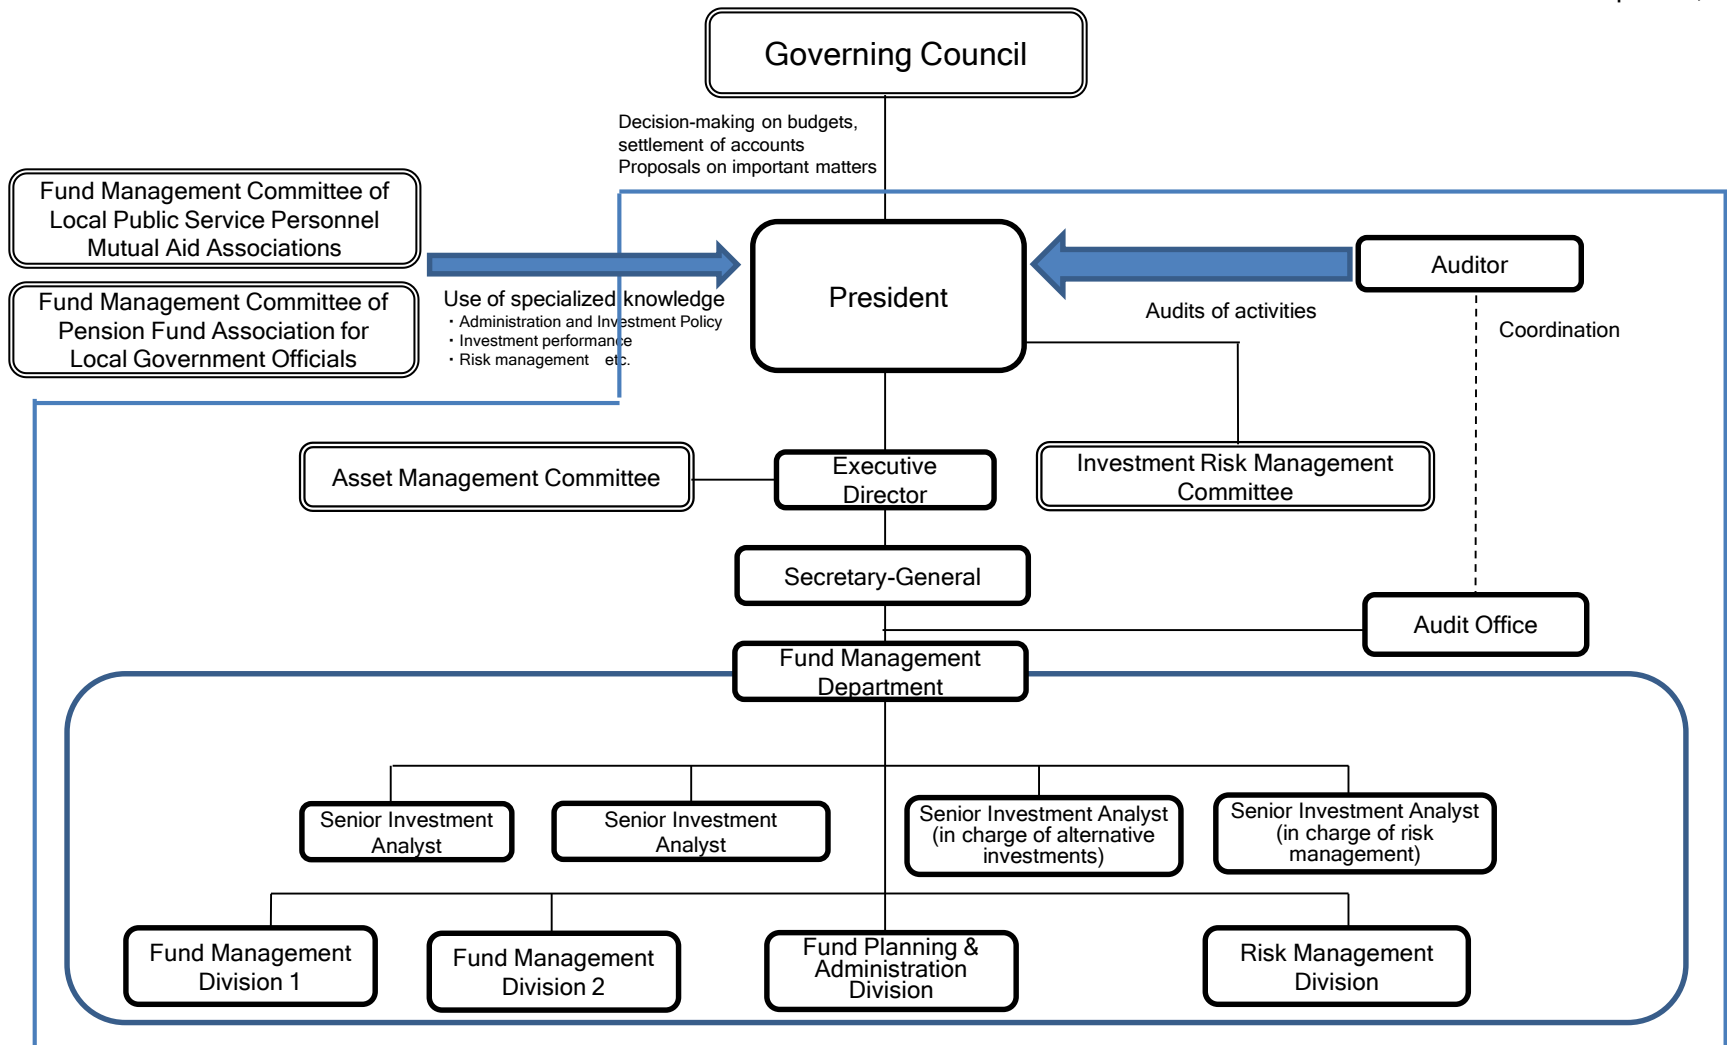 Governing Council
Decision-making on budgets,
settlement of accounts
Proposals on important matters
Fund Management Committee of
Local Public Service Personnel
Mutual Aid Associations
Fund Management Committee of
Pension Fund Association for
Local Government Officials
Use of specialized knowledge
・Administration and Investment Policy
・Investment performance
・Risk management etc.
President
Auditor
Audits of activities
Coordination
Asset Management Committee
Executive
Director
Investment Risk Management
Committee
Secretary-General
Audit Office
Fund Management
Department
Senior Investment
Analyst
Senior Investment
Analyst
Senior Investment Analyst
(in charge of alternative
investments)
Senior Investment Analyst
(in charge of risk
management)
Fund Management
Division 1
Fund Management
Division 2
Fund Planning &
Administration
Division
Risk Management
Division